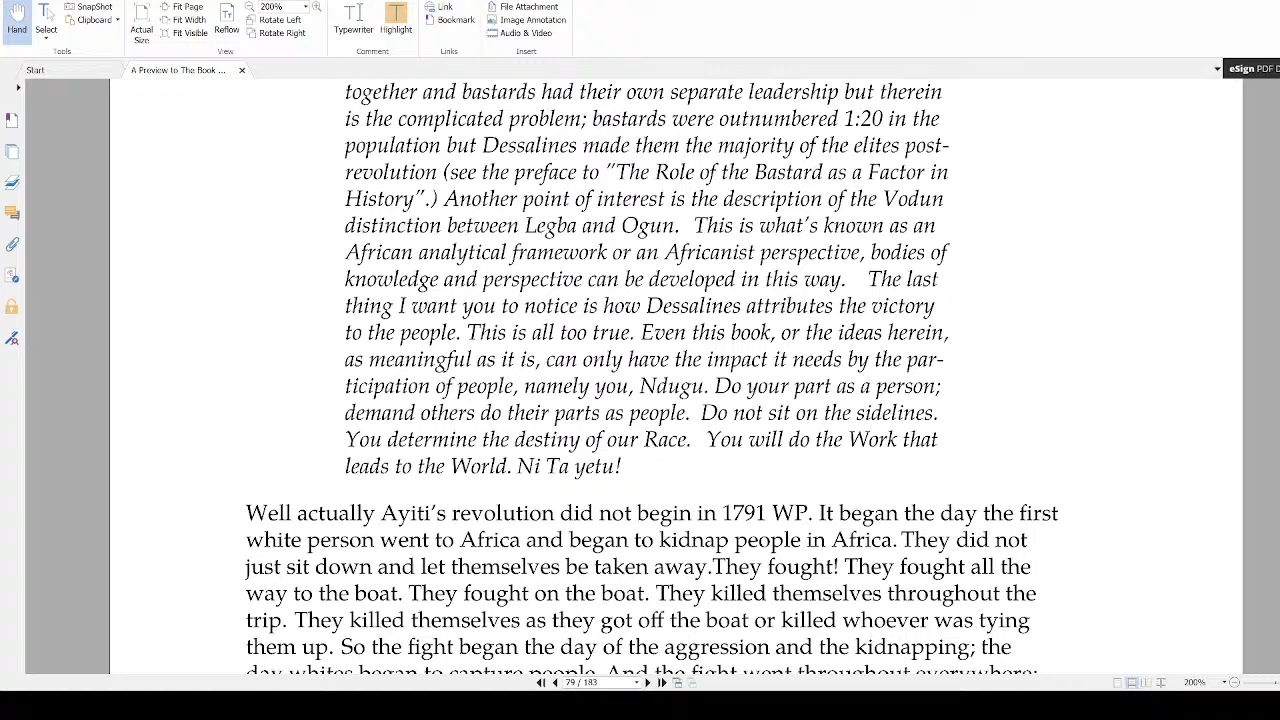 SnapShot
Fit Page
200%
Link
File Attachment
Clipboard
Fit Width
Rotate Left
Bookmark
Image Annotation
Hand
Select
Actual Size
Fit Visible
Reflow
Rotate Right
Typewriter
Highlight
Audio & Video
Tools
View
Comment
Links
Insert
Start
A Preview to The Book ...
eSign PDF D
together and bastards had their own separate leadership but therein
is the complicated problem; bastards were outnumbered 1:20 in the
population but Dessalines made them the majority of the elites post-
revolution (see the preface to "The Role of the Bastard as a Factor in
History".) Another point of interest is the description of the Vodun
distinction between Legba and Ogun. This is what's known as an
African analytical framework or an Africanist perspective, bodies of
knowledge and perspective can be developed in this way. The last
thing I want you to notice is how Dessalines attributes the victory
to the people. This is all too true. Even this book, or the ideas herein,
as meaningful as it is, can only have the impact it needs by the par-
ticipation of people, namely you, Ndugu. Do your part as a person;
demand others do their parts as people. Do not sit on the sidelines.
You determine the destiny of our Race. You will do the Work that
leads to the World. Ni Ta yetu!
Well actually Ayiti's revolution did not begin in 1791 WP. It began the day the first
white person went to Africa and began to kidnap people in Africa. They did not
just sit down and let themselves be taken away.They fought! They fought all the
way to the boat. They fought on the boat. They killed themselves throughout the
trip. They killed themselves as they got off the boat or killed whoever was tying
them up. So the fight began the day of the aggression and the kidnapping; the
day whites began to capture people. And the fight went throughout everywhere;
79 / 183
200%